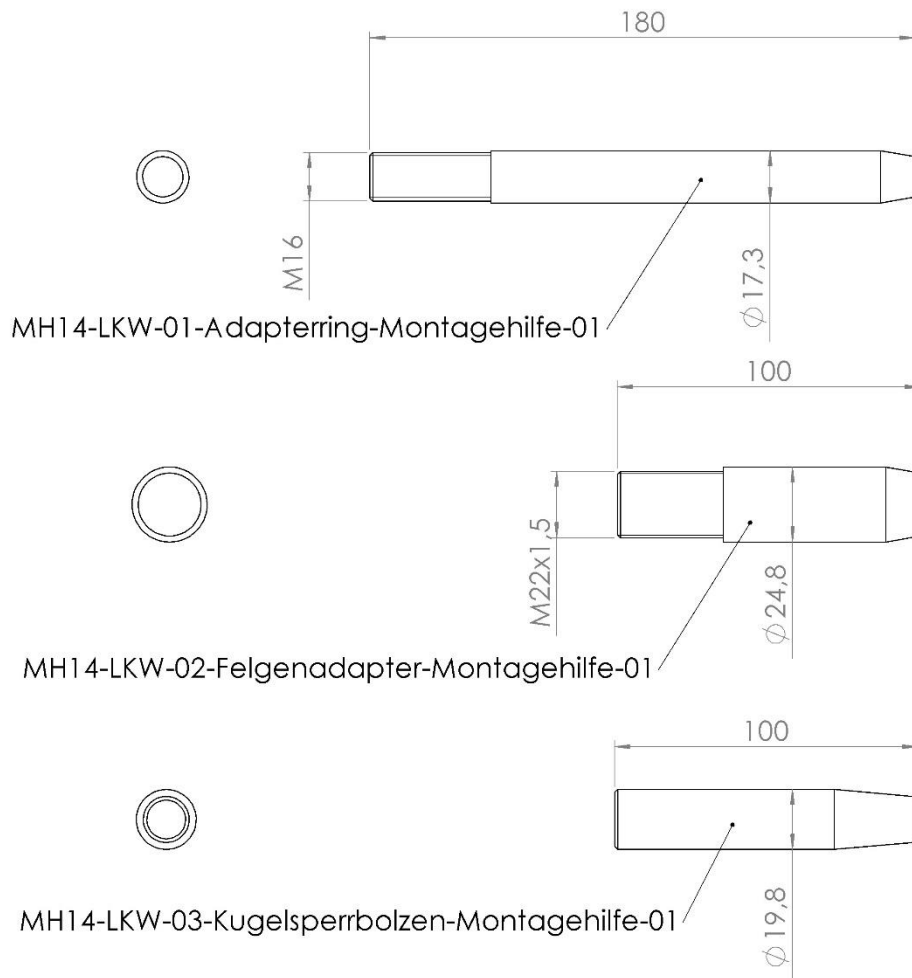 180
M16
∅17,3
MH14-LKW-01-Adapterring-Montagehilfe-01
100
M22x1,5
∅24,8
MH14-LKW-02-Felgenadapter-Montagehilfe-01
100
∅19,8
MH14-LKW-03-Kugelsperrbolzen-Montagehilfe-01